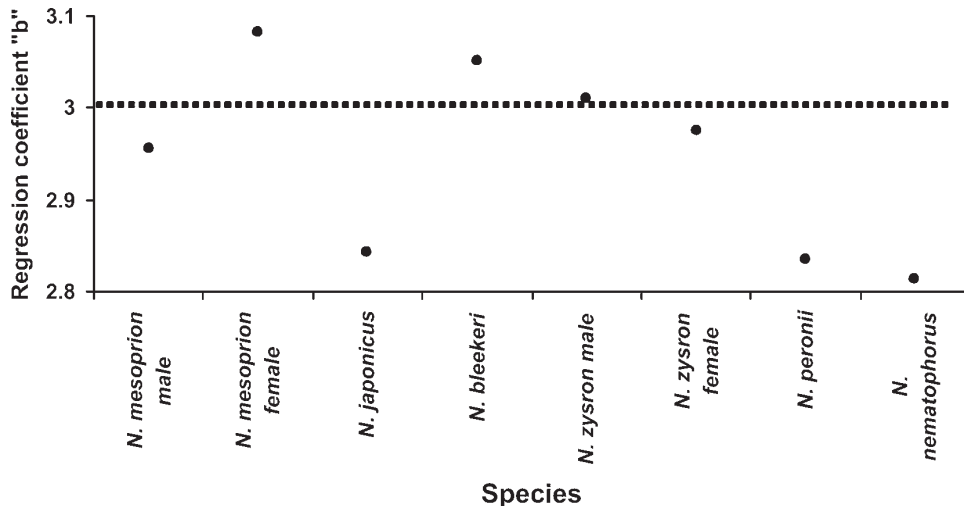 Regression coefficient "b"
3.1
3
2.9
2.8
N. mesoprion
male
N. mesoprion
female
N. japonicus
N. bleekeri
N. zysron male
N. zysron
female
N. peronii
N.
nematophorus
Species